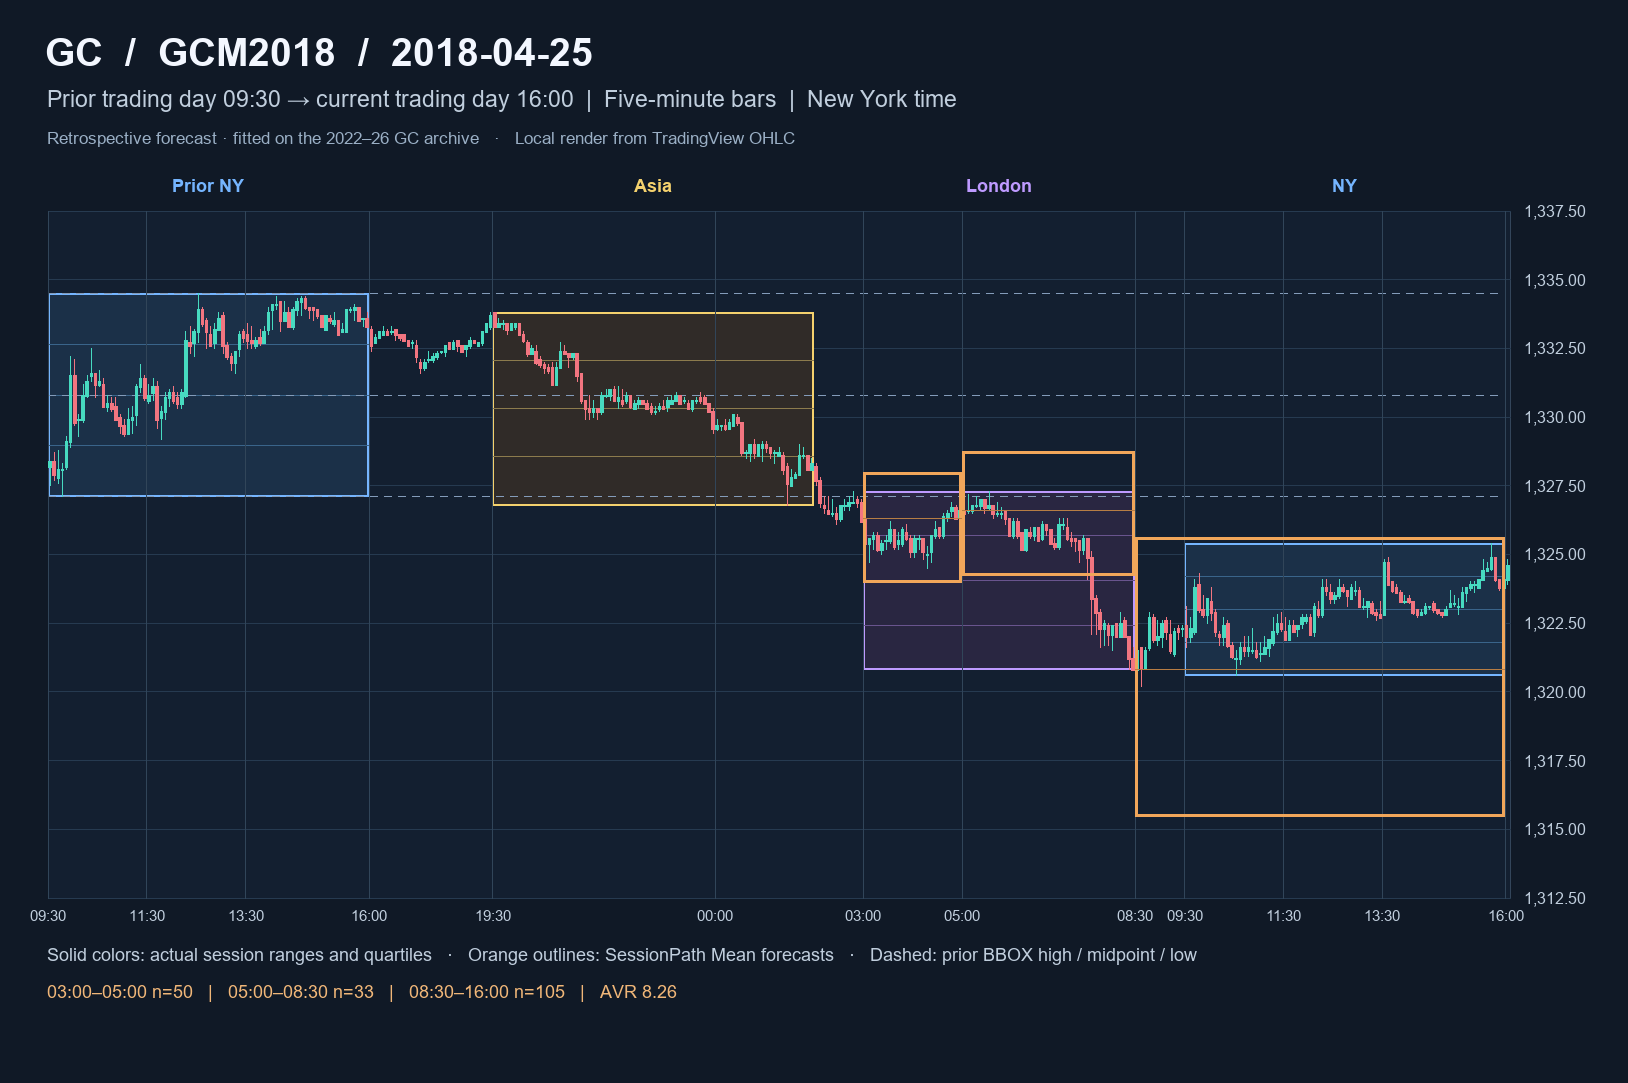 GC / GCM2018 / 2018-04-25
Prior trading day 09:30 → current trading day 16:00 | Five-minute bars | New York time
Retrospective forecast · fitted on the 2022–26 GC archive · Local render from TradingView OHLC
Prior NY Asia London NY
1,337.50
1,335.00
1,332.50
1,330.00
1,327.50
1,325.00
1,322.50
1,320.00
1,317.50
1,315.00
1,312.50
09:30 11:30 13:30 16:00 19:30 00:00 03:00 05:00 08:30 09:30 11:30 13:30 16:00
Solid colors: actual session ranges and quartiles · Orange outlines: SessionPath Mean forecasts · Dashed: prior BBOX high / midpoint / low
03:00–05:00 n=50 | 05:00–08:30 n=33 | 08:30–16:00 n=105 | AVR 8.26